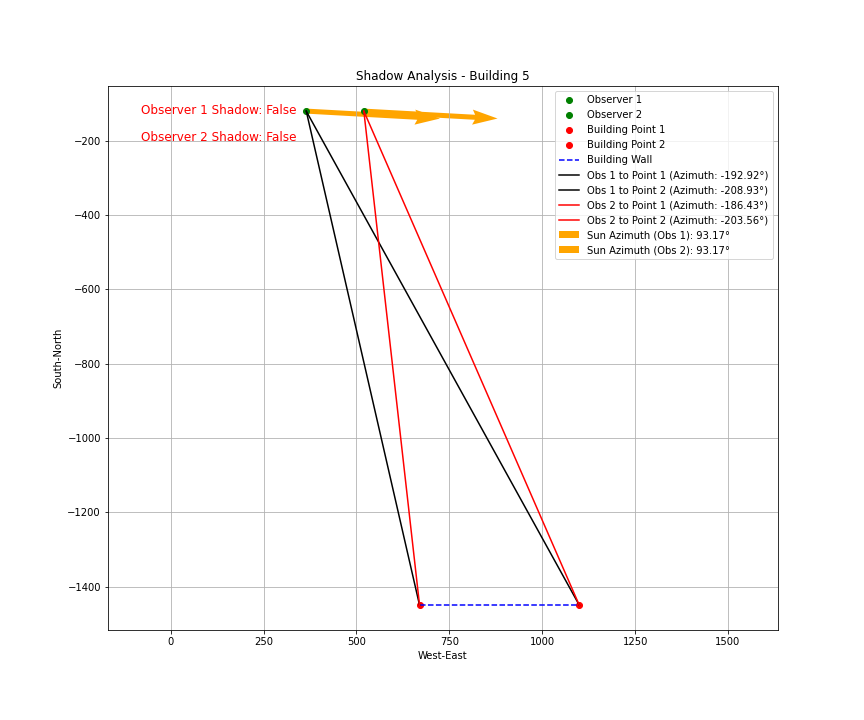 Shadow Analysis - Building 5
Observer 1 Shadow: False
Observer 2 Shadow: False
Observer 1
Observer 2
Building Point 1
Building Point 2
Building Wall
Obs 1 to Point 1 (Azimuth: -192.92°)
Obs 1 to Point 2 (Azimuth: -208.93°)
Obs 2 to Point 1 (Azimuth: -186.43°)
Obs 2 to Point 2 (Azimuth: -203.56°)
Sun Azimuth (Obs 1): 93.17°
Sun Azimuth (Obs 2): 93.17°
South-North
−200
−400
−600
−800
−1000
−1200
−1400
0
250
500
750
1000
1250
1500
West-East